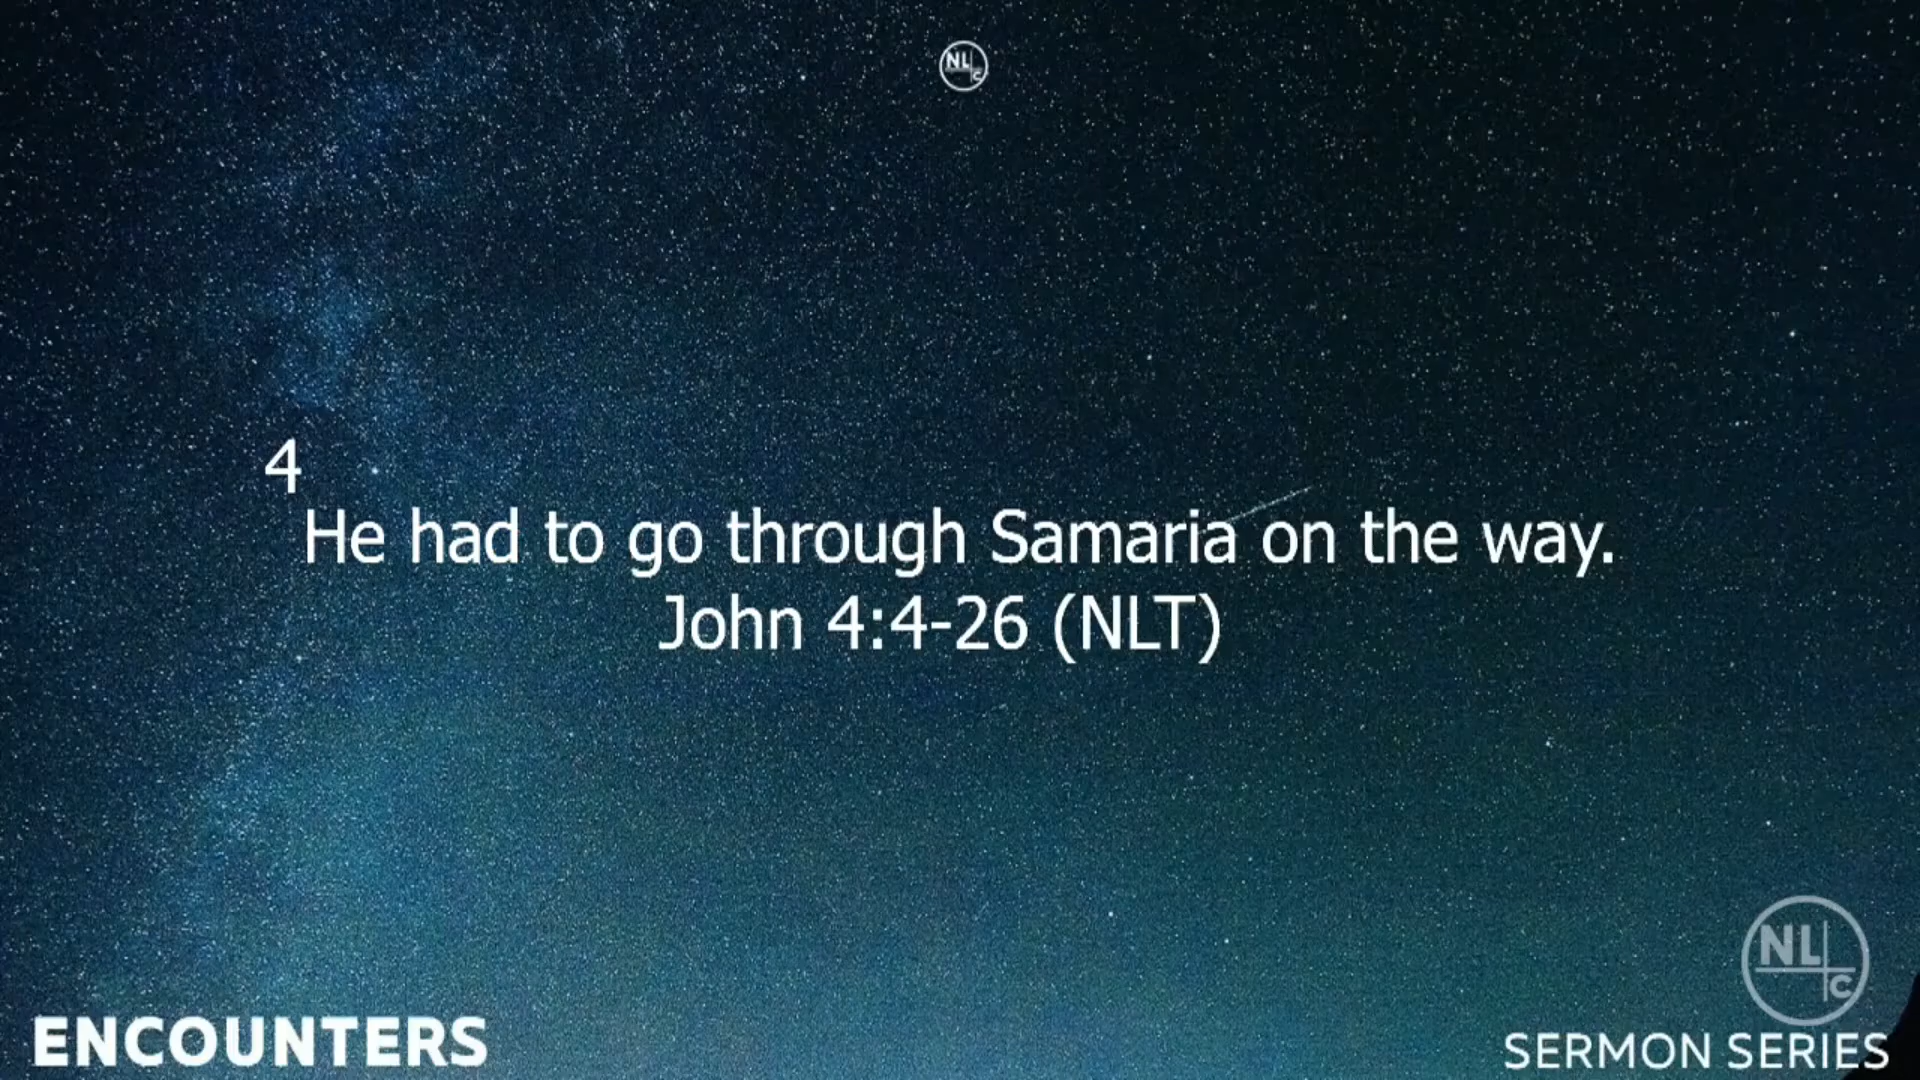 NLC
4
He had to go through Samaria on the way.
John 4:4-26 (NLT)
NLC
ENCOUNTERS
SERMON SERIES